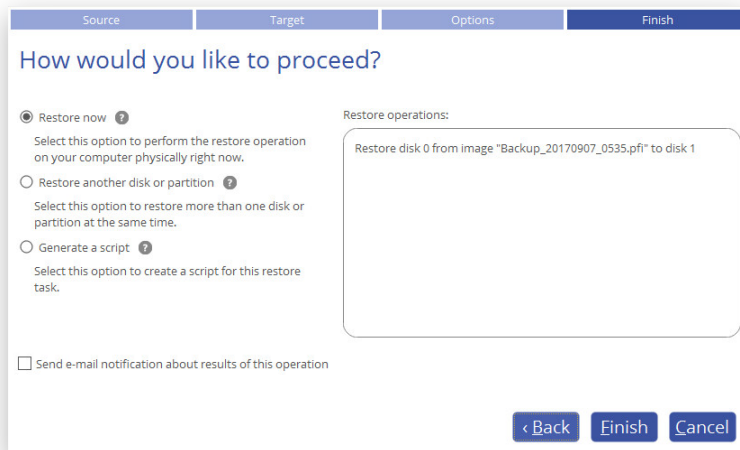 Source Target Options Finish
How would you like to proceed?
Restore now ?
Select this option to perform the restore operation
on your computer physically right now.
Restore another disk or partition ?
Select this option to restore more than one disk or
partition at the same time.
Generate a script ?
Select this option to create a script for this restore
task.
Restore operations:
Restore disk 0 from image "Backup_20170907_0535.pfi" to disk 1
Send e-mail notification about results of this operation
‹ Back Finish Cancel